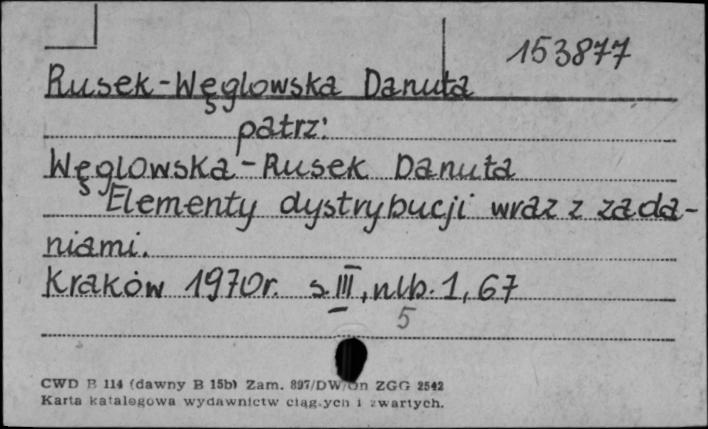 153877
Rusek-Węglowska Danuta
patrz:
Węglowska-Rusek Danuta
Elementy dystrybucji wraz z zada-
niami.
Kraków 1970r. s. III, nlb. 1, 67
5
CWD B 114 (dawny B 15b) Zam. 897/DW/On ZGG 2542
Karta katalogowa wydawnictw ciągłych i zwartych.